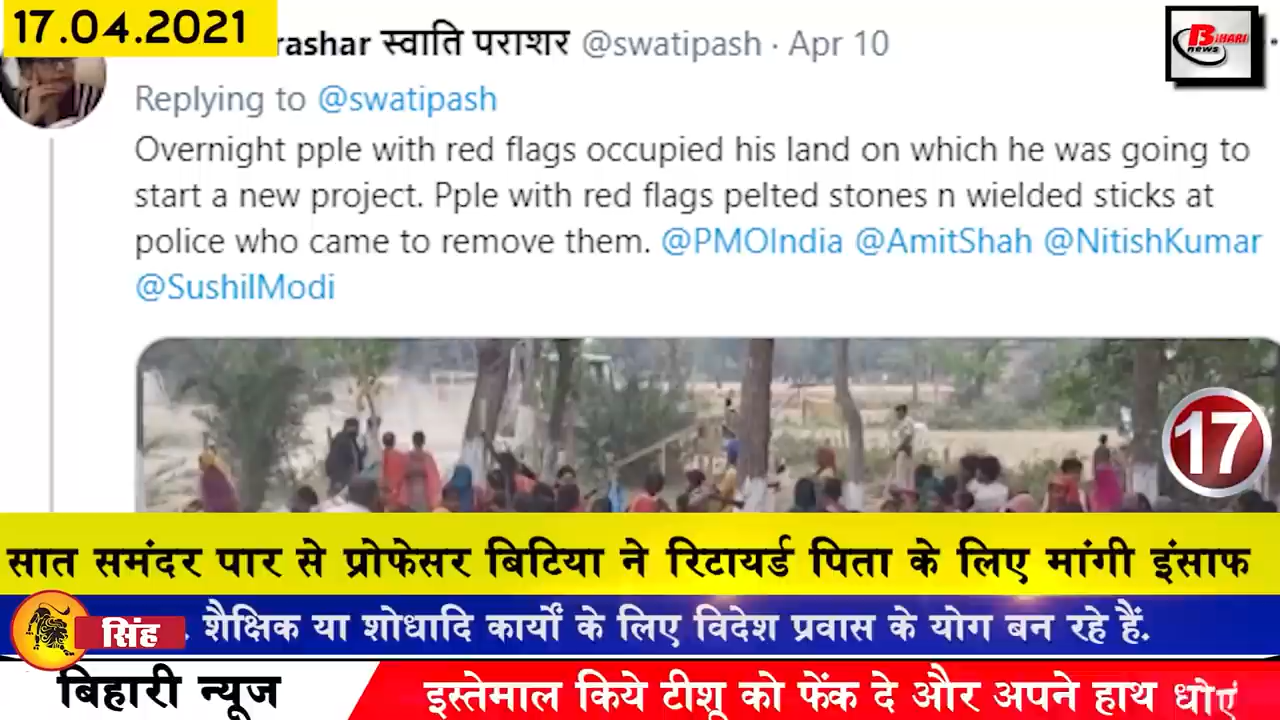 17.04.2021
rashar स्वाति पराशर @swatipash · Apr 10
BIHARI news
Replying to @swatipash
Overnight pple with red flags occupied his land on which he was going to
start a new project. Pple with red flags pelted stones n wielded sticks at
police who came to remove them. @PMOIndia @AmitShah @NitishKumar
@SushilModi
17
सात समंदर पार से प्रोफेसर बिटिया ने रिटायर्ड पिता के लिए मांगी इंसाफ
सिंह . शैक्षिक या शोधादि कार्यों के लिए विदेश प्रवास के योग बन रहे हैं.
बिहारी न्यूज इस्तेमाल किये टीशू को फेंक दे और अपने हाथ धोएं